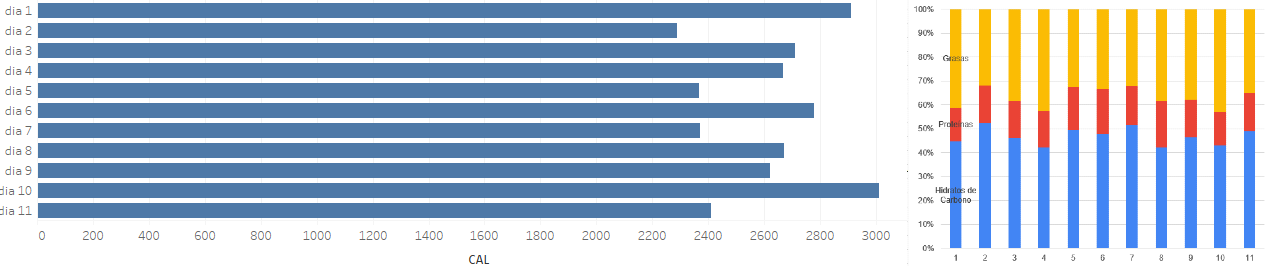 dia 1
dia 2
dia 3
dia 4
dia 5
dia 6
dia 7
dia 8
dia 9
dia 10
dia 11
0 200 400 600 800 1000 1200 1400 1600 1800 2000 2200 2400 2600 2800 3000
CAL
100%
90%
80%
70%
60%
50%
40%
30%
20%
10%
0%
Grasas
Proteinas
Hidratos de
Carbono
1 2 3 4 5 6 7 8 9 10 11